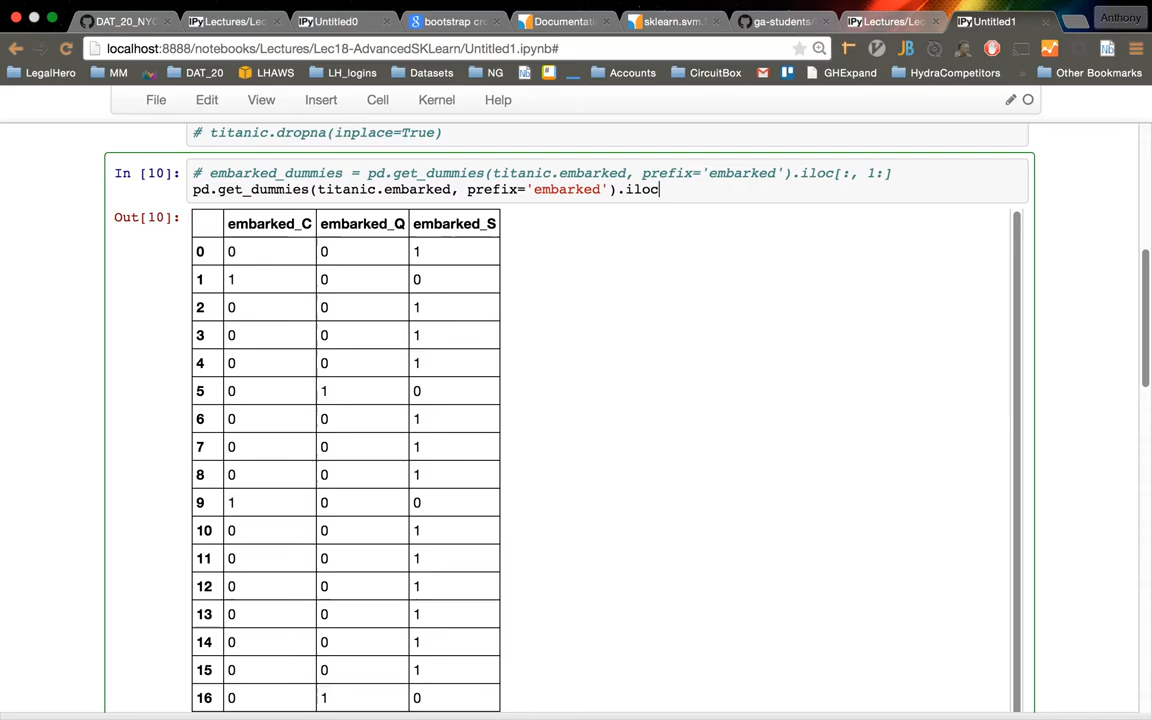 DAT_20_NYC
Lectures/Lec
Untitled0
bootstrap cro
Documentati
sklearn.svm.S
ga-students/
Lectures/Lec
Untitled1
Anthony
localhost:8888/notebooks/Lectures/Lec18-AdvancedSKLearn/Untitled1.ipynb#
LegalHero MM DAT_20 LHAWS LH_logins Datasets NG Accounts CircuitBox GHExpand HydraCompetitors Other Bookmarks
File Edit View Insert Cell Kernel Help
# titanic.dropna(inplace=True)
In [10]: # embarked_dummies = pd.get_dummies(titanic.embarked, prefix='embarked').iloc[:, 1:]
pd.get_dummies(titanic.embarked, prefix='embarked').iloc
Out[10]:
embarked_C embarked_Q embarked_S
0 0 0 1
1 1 0 0
2 0 0 1
3 0 0 1
4 0 0 1
5 0 1 0
6 0 0 1
7 0 0 1
8 0 0 1
9 1 0 0
10 0 0 1
11 0 0 1
12 0 0 1
13 0 0 1
14 0 0 1
15 0 0 1
16 0 1 0